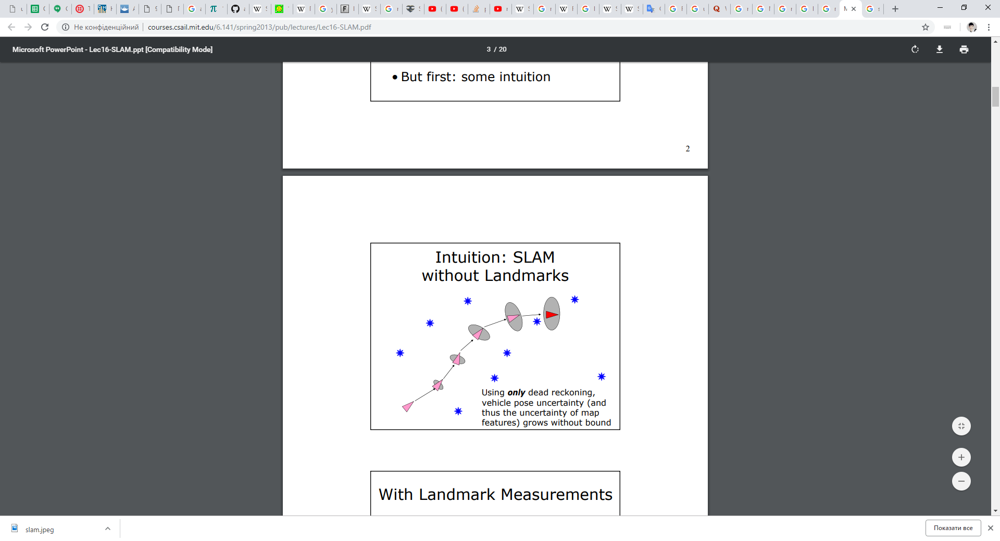 Не конфіденційний
courses.csail.mit.edu/6.141/spring2013/pub/lectures/Lec16-SLAM.pdf
Microsoft PowerPoint - Lec16-SLAM.ppt [Compatibility Mode]
3 / 20
• But first: some intuition
2
Intuition: SLAM
without Landmarks
Using only dead reckoning,
vehicle pose uncertainty (and
thus the uncertainty of map
features) grows without bound
With Landmark Measurements
slam.jpeg
Показати все